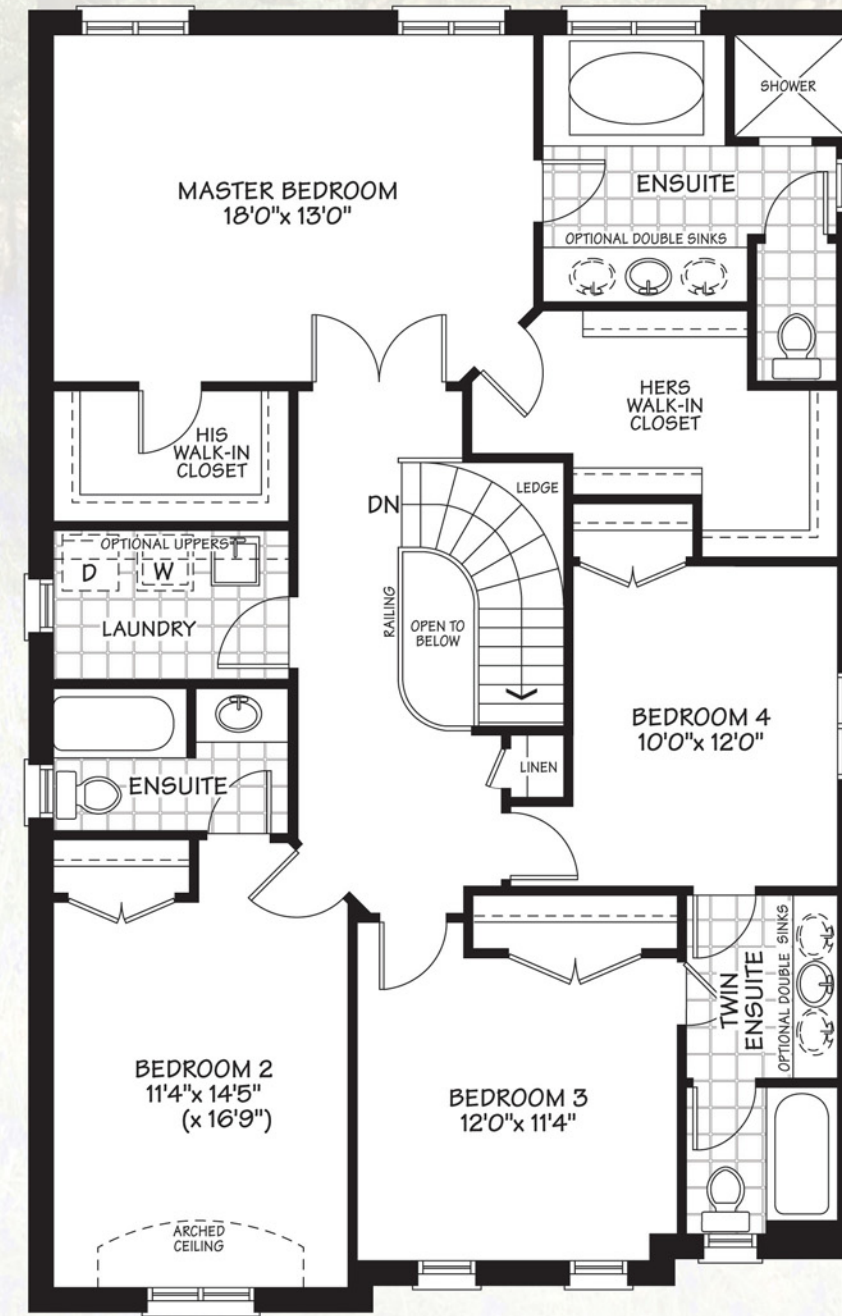 SHOWER
MASTER BEDROOM
18'0"x 13'0"
ENSUITE
OPTIONAL DOUBLE SINKS
HIS
WALK-IN
CLOSET
HERS
WALK-IN
CLOSET
DN
LEDGE
OPTIONAL UPPERS
D
W
LAUNDRY
RAILING
OPEN TO
BELOW
BEDROOM 4
10'0"x 12'0"
LINEN
ENSUITE
TWIN
ENSUITE
OPTIONAL DOUBLE SINKS
BEDROOM 2
11'4"x 14'5"
(x 16'9")
BEDROOM 3
12'0"x 11'4"
ARCHED
CEILING